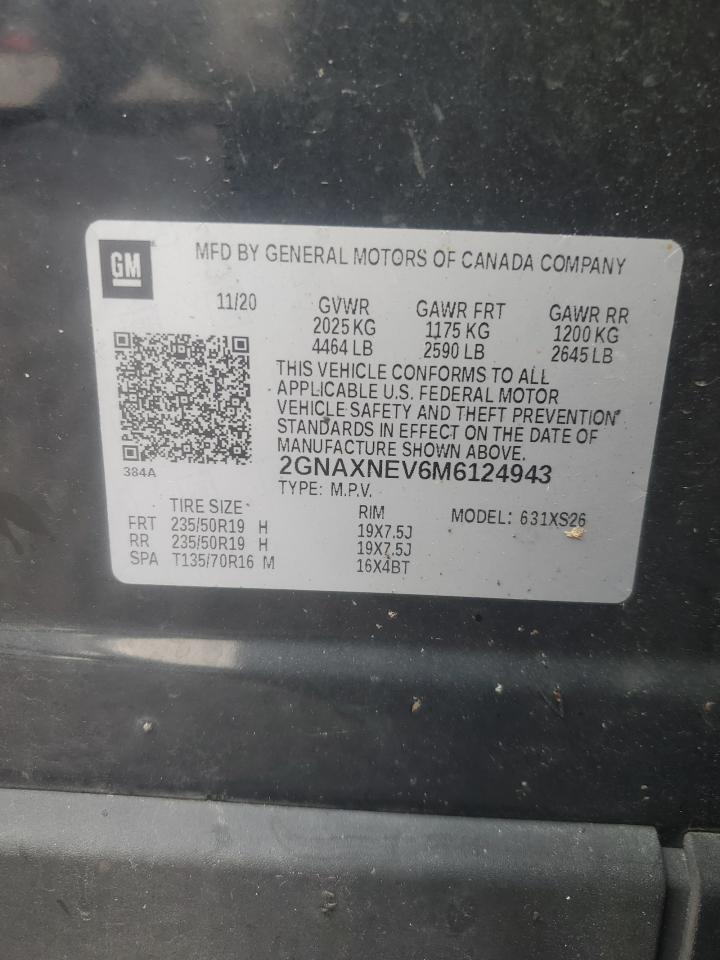 GM
MFD BY GENERAL MOTORS OF CANADA COMPANY
11/20 GVWR GAWR FRT GAWR RR
2025 KG 1175 KG 1200 KG
4464 LB 2590 LB 2645 LB
THIS VEHICLE CONFORMS TO ALL
APPLICABLE U.S. FEDERAL MOTOR
VEHICLE SAFETY AND THEFT PREVENTION
STANDARDS IN EFFECT ON THE DATE OF
MANUFACTURE SHOWN ABOVE.
384A
2GNAXNEV6M6124943
TYPE: M.P.V.
TIRE SIZE RIM MODEL: 631XS26
FRT 235/50R19 H 19X7.5J
RR 235/50R19 H 19X7.5J
SPA T135/70R16 M 16X4BT